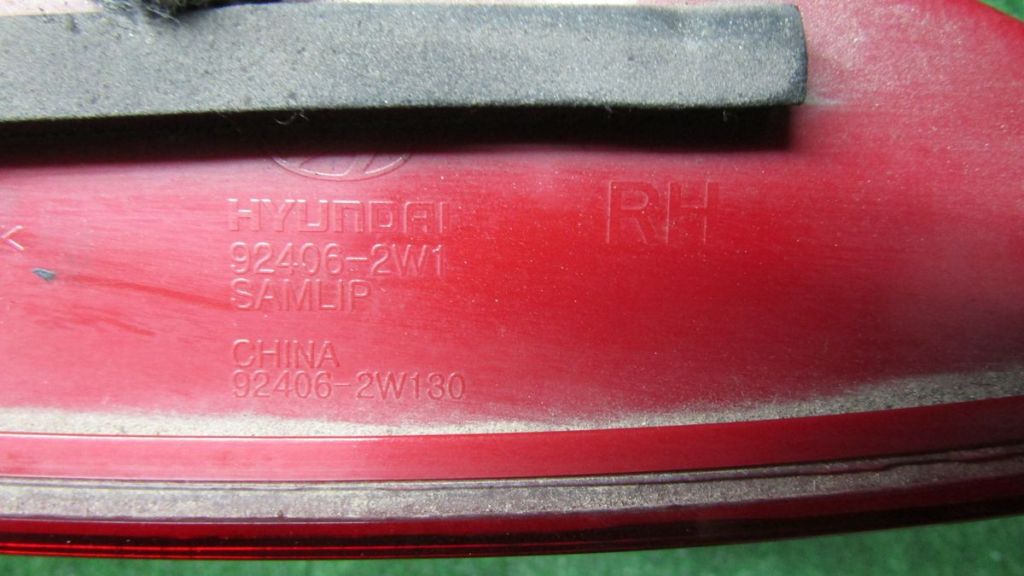 HYUNDAI
RH
92406-2W1
SAMLIP
CHINA
92406-2W130